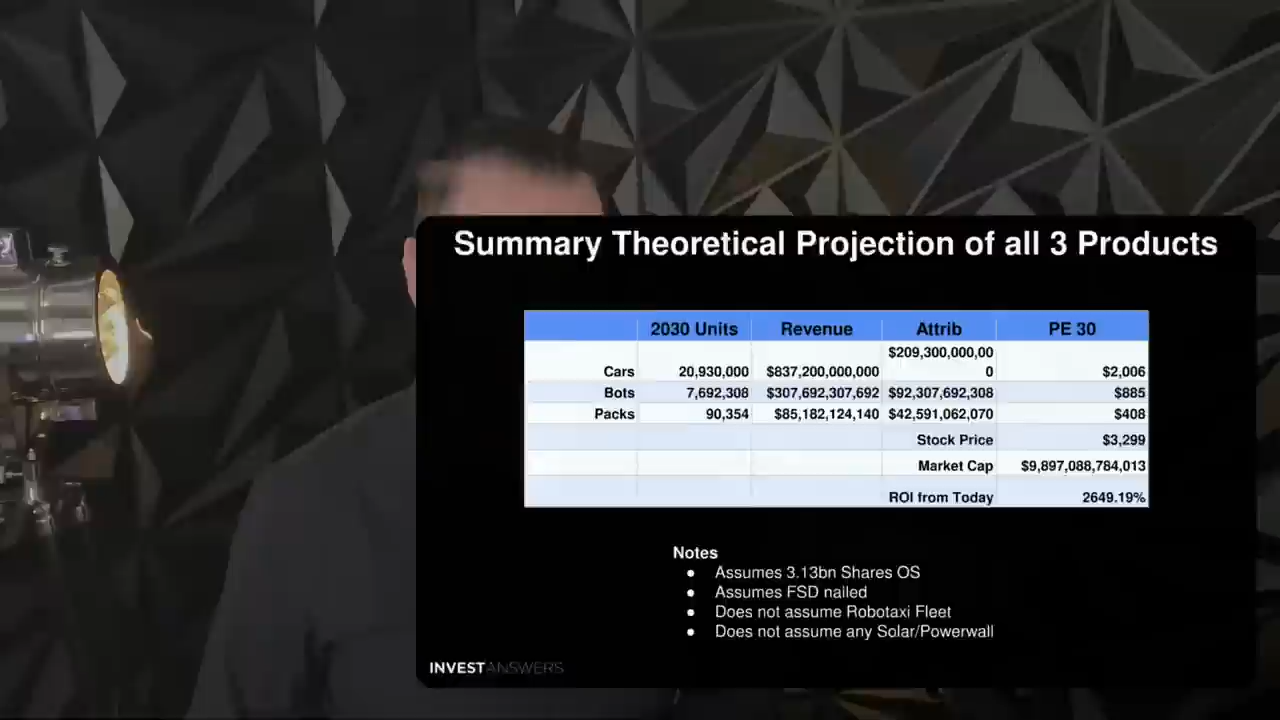 Summary Theoretical Projection of all 3 Products
2030 Units Revenue Attrib PE 30
Cars 20,930,000 $837,200,000,000 $209,300,000,000 $2,006
Bots 7,692,308 $307,692,307,692 $92,307,692,308 $885
Packs 90,354 $85,182,124,140 $42,591,062,070 $408
Stock Price $3,299
Market Cap $9,897,088,784,013
ROI from Today 2649.19%
Notes
● Assumes 3.13bn Shares OS
● Assumes FSD nailed
● Does not assume Robotaxi Fleet
● Does not assume any Solar/Powerwall
INVESTANSWERS